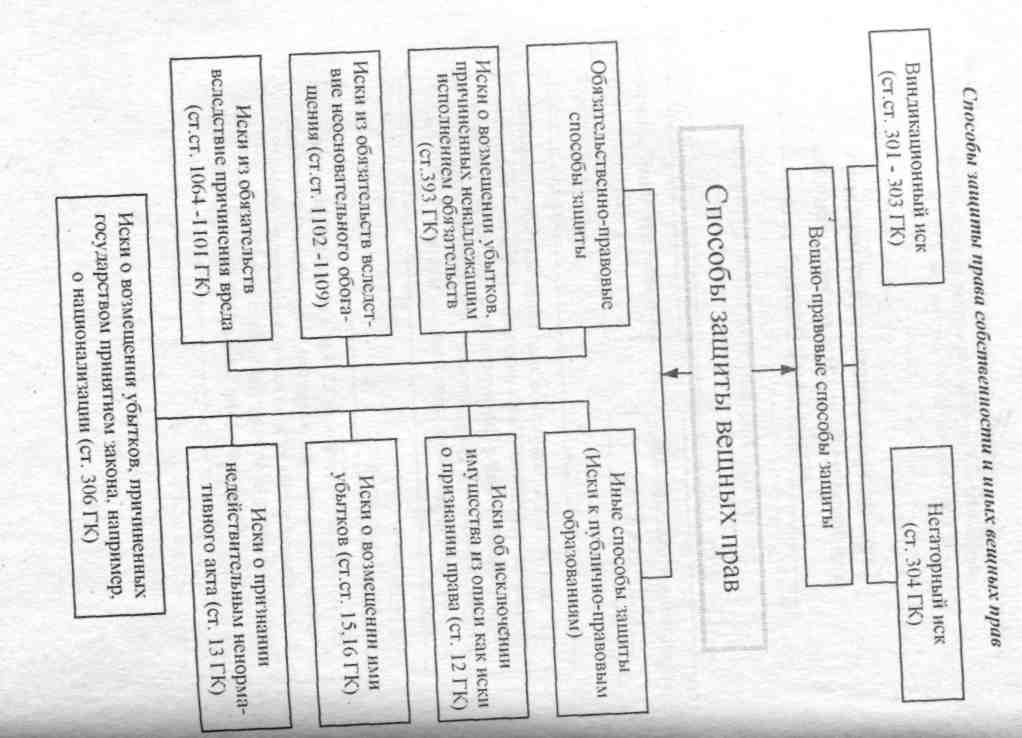 Способы защиты права собственности и иных вещных прав
Виндикационный иск
(ст.ст. 301 - 303 ГК)
Негаторный иск
(ст. 304 ГК)
Вещно-правовые способы защиты
Способы защиты вещных прав
Обязательственно-правовые
способы защиты
Иски о возмещении убытков,
причиненных ненадлежащим
исполнением обязательств
(ст.393 ГК)
Иски из обязательств вследст-
вие неосновательного обога-
щения (ст.ст. 1102 -1109)
Иски из обязательств
вследствие причинения вреда
(ст.ст. 1064 -1101 ГК)
Иные способы защиты
(Иски к публично-правовым
образованиям)
Иски об исключении
имущества из описи как иски
о признании права (ст. 12 ГК)
Иски о возмещении ими
убытков (ст.ст. 15,16 ГК)
Иски о признании
недействительным ненорма-
тивного акта (ст. 13 ГК)
Иски о возмещении убытков, причиненных
государством принятием закона, например,
о национализации (ст. 306 ГК)